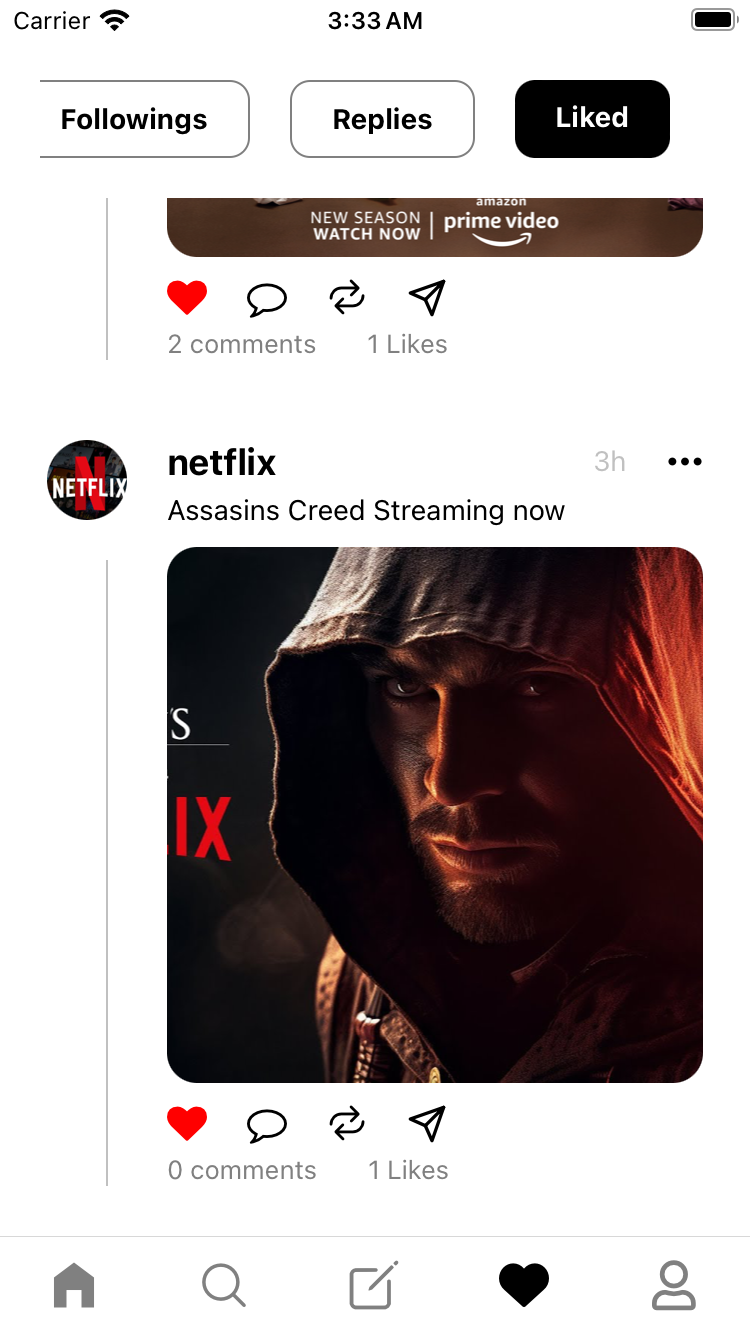 Carrier 3:33 AM
Followings Replies Liked
amazon
NEW SEASON
WATCH NOW
prime video
2 comments 1 Likes
NETFLIX
netflix 3h
Assasins Creed Streaming now
'S
IX
0 comments 1 Likes